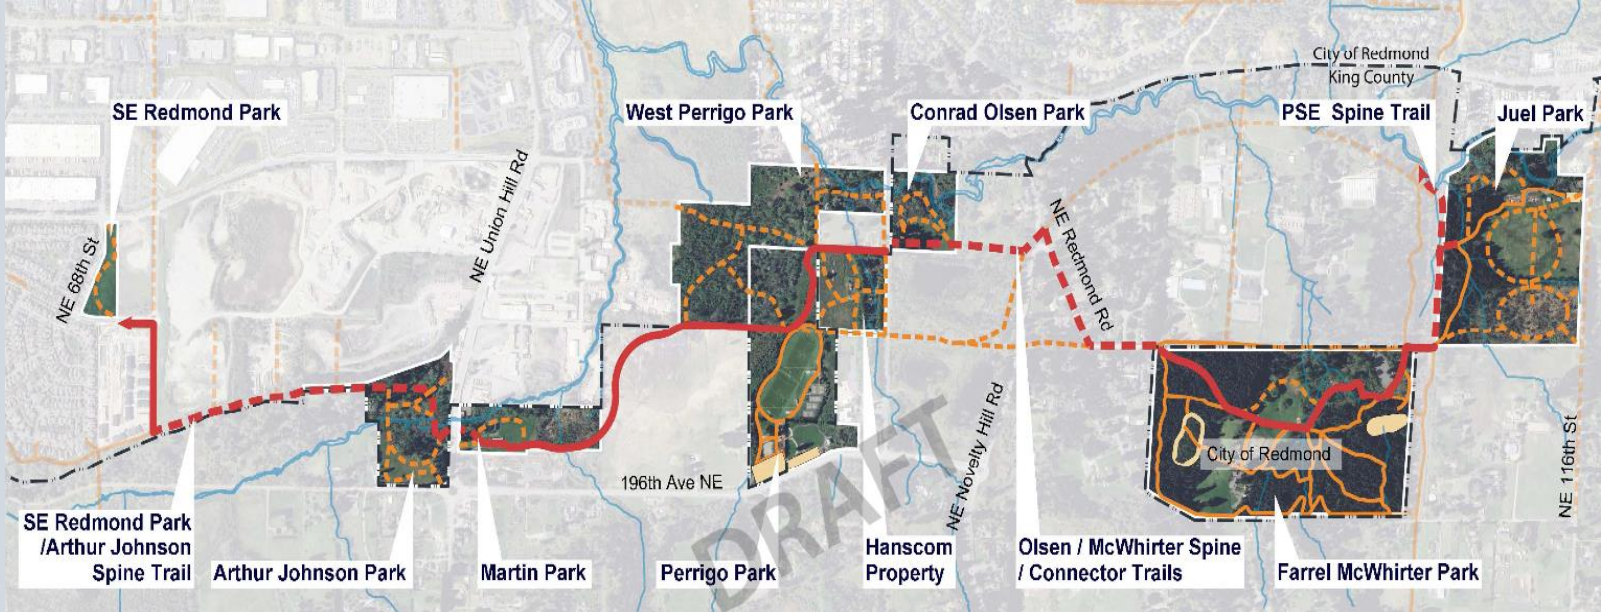 City of Redmond
King County
SE Redmond Park
West Perrigo Park
Conrad Olsen Park
PSE Spine Trail
Juel Park
NE Union Hill Rd
NE 68th St
NE Redmond Rd
196th Ave NE
DRAFT
NE Novelty Hill Rd
City of Redmond
NE 116th St
SE Redmond Park
/Arthur Johnson
Spine Trail
Arthur Johnson Park
Martin Park
Perrigo Park
Hanscom
Property
Olsen / McWhirter Spine
/ Connector Trails
Farrel McWhirter Park